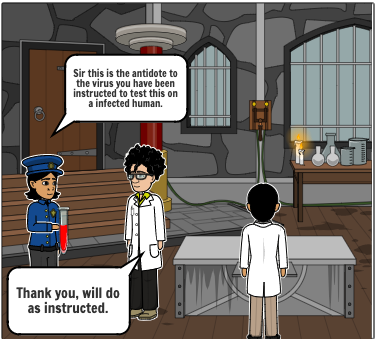 Sir this is the antidote to
the virus you have been
instructed to test this on
a infected human.
Thank you, will do
as instructed.